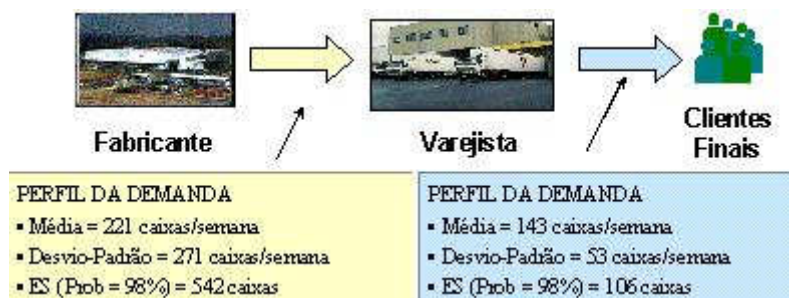 Fabricante
Varejista
Clientes
Finais
PERFIL DA DEMANDA
▪ Média = 221 caixas/semana
▪ Desvio-Padrão = 271 caixas/semana
▪ ES (Prob = 98%) = 542 caixas
PERFIL DA DEMANDA
▪ Média = 143 caixas/semana
▪ Desvio-Padrão = 53 caixas/semana
▪ ES (Prob = 98%) = 106 caixas